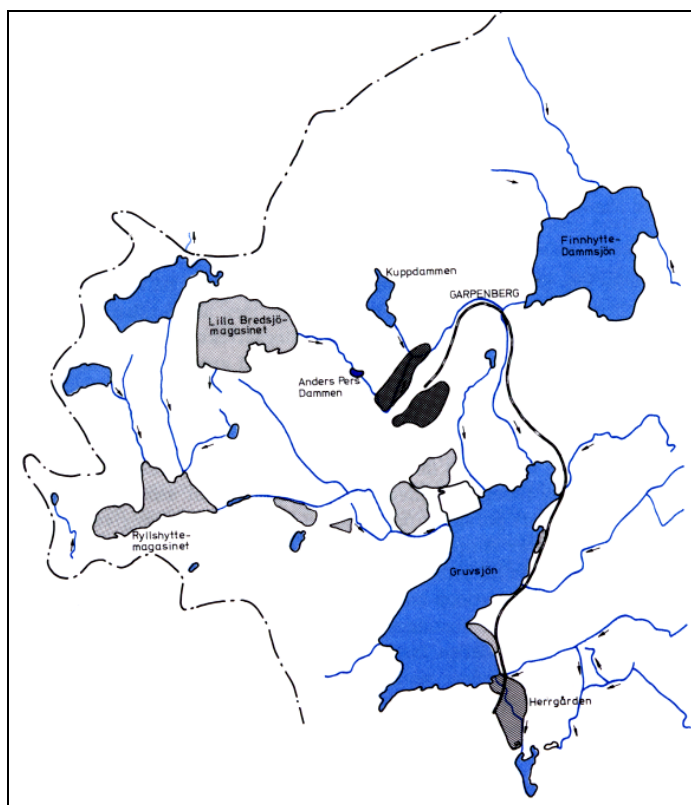 Finnhytte-
Dammsjön
Kuppdammen
GARPENBERG
Lilla Bredsjö-
magasinet
Anders Pers
Dammen
Ryllshytte-
magasinet
Gruvsjön
Herrgården